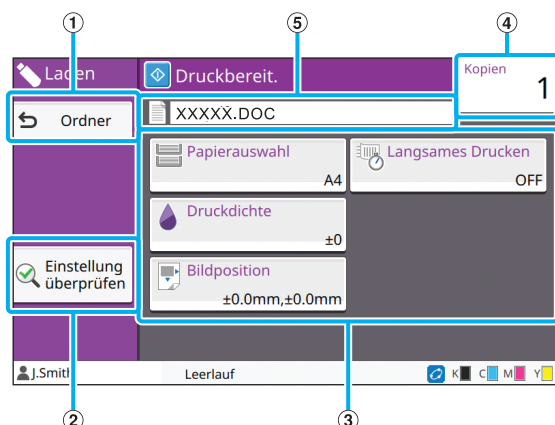 ① ⑤ ④
Laden
Druckbereit.
Kopien
1
Ordner
XXXXX.DOC
Papierauswahl
A4
Langsames Drucken
OFF
Druckdichte
±0
Einstellung
überprüfen
Bildposition
±0.0mm,±0.0mm
J.Smith
Leerlauf
K C M Y
② ③